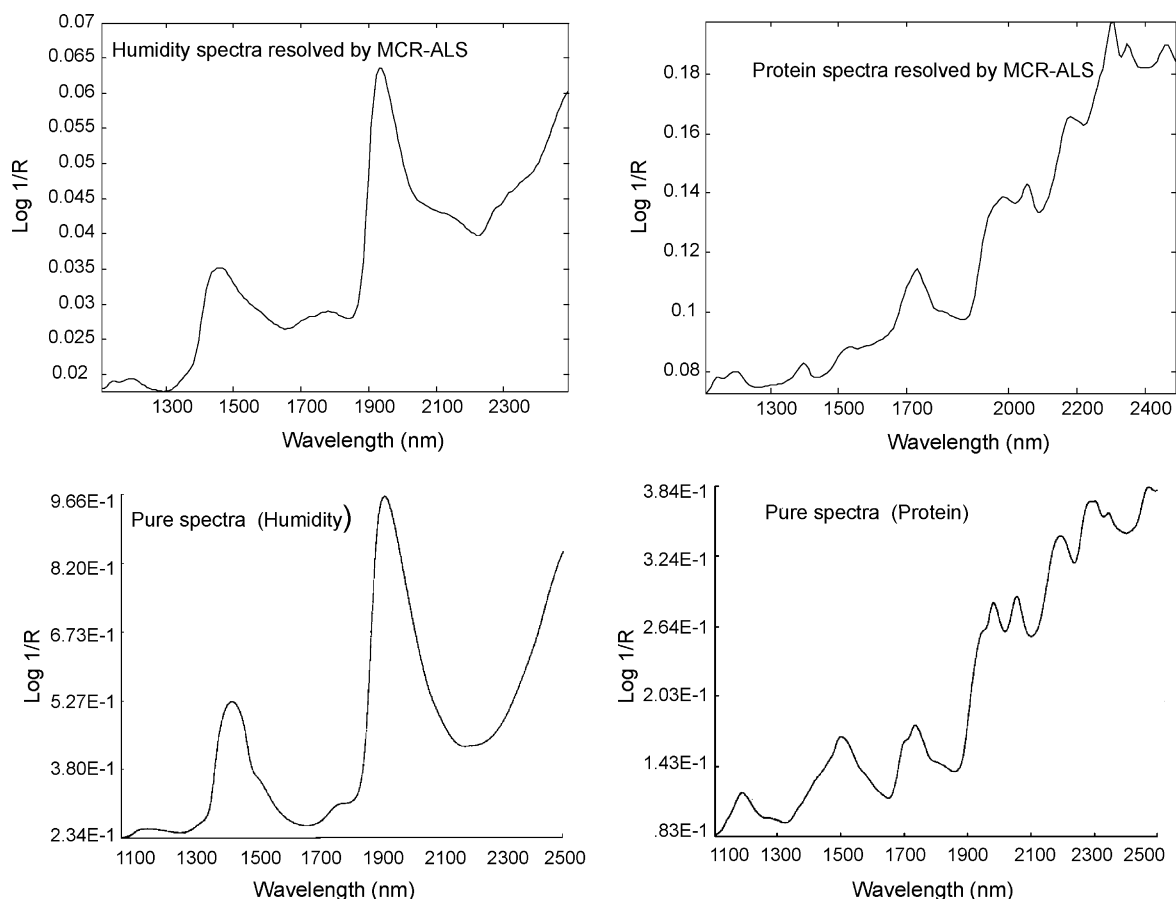 Humidity spectra resolved by MCR-ALS
Log 1/R
0.07
0.065
0.06
0.055
0.05
0.045
0.04
0.035
0.03
0.025
0.02
1300 1500 1700 1900 2100 2300
Wavelength (nm)
Protein spectra resolved by MCR-ALS
Log 1/R
0.18
0.16
0.14
0.12
0.1
0.08
1300 1500 1700 2000 2200 2400
Wavelength (nm)
Pure spectra (Humidity)
Log 1/R
9.66E-1
8.20E-1
6.73E-1
5.27E-1
3.80E-1
2.34E-1
1100 1300 1500 1700 1900 2100 2300 2500
Wavelength (nm)
Pure spectra (Protein)
Log 1/R
3.84E-1
3.24E-1
2.64E-1
2.03E-1
1.43E-1
.83E-1
1100 1300 1500 1700 1900 2100 2300 2500
Wavelength (nm)